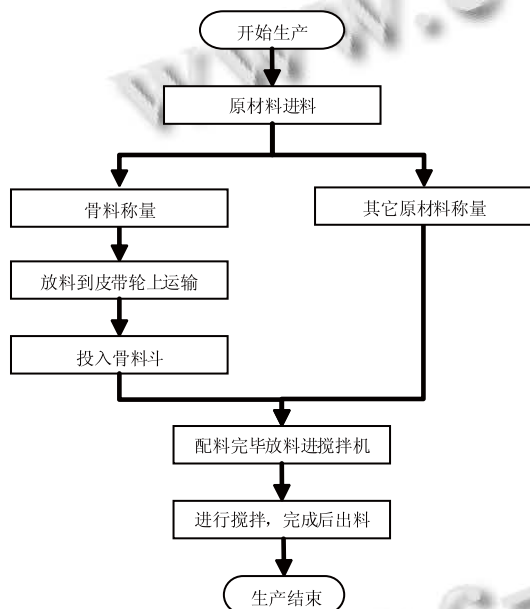 www.
开始生产
原材料进料
骨料称量
其它原材料称量
放料到皮带轮上运输
投入骨料斗
配料完毕放料进搅拌机
进行搅拌，完成后出料
生产结束